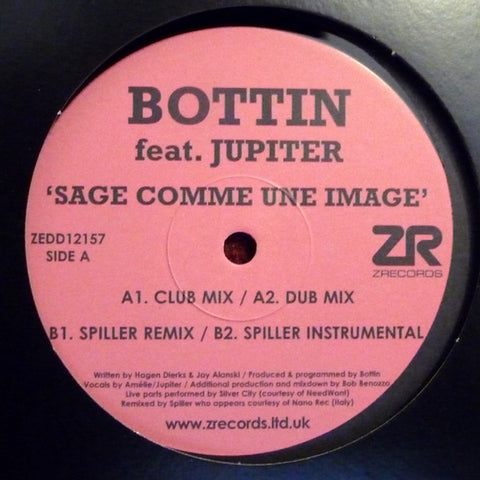 BOTTIN
feat. JUPITER
‘SAGE COMME UNE IMAGE’
ZEDD12157
SIDE A
ZR
ZRECORDS
A1. CLUB MIX / A2. DUB MIX
B1. SPILLER REMIX / B2. SPILLER INSTRUMENTAL
Written by Hagen Dierks & Jay Alanski / Produced & programmed by Bottin
Vocals by Amélie/Jupiter / Additional production and mixdown by Bob Benozzo
Live parts performed by Silver City (courtesy of NeedWant)
Remixed by Spiller who appears courtesy of Nano Rec (Italy)
www.zrecords.ltd.uk